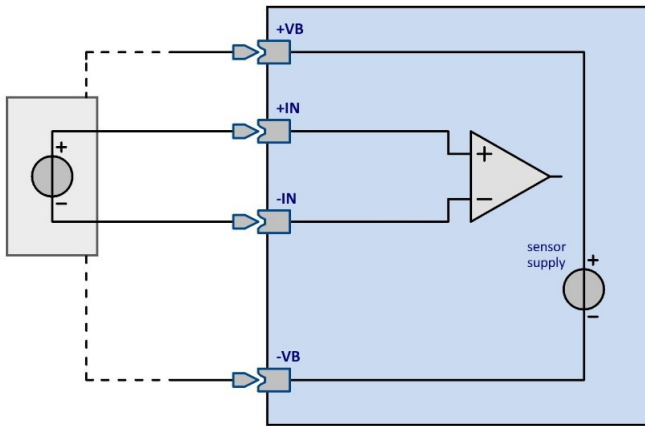 +VB
+IN
+
+
-
-
-IN
sensor
supply
+
-
-VB